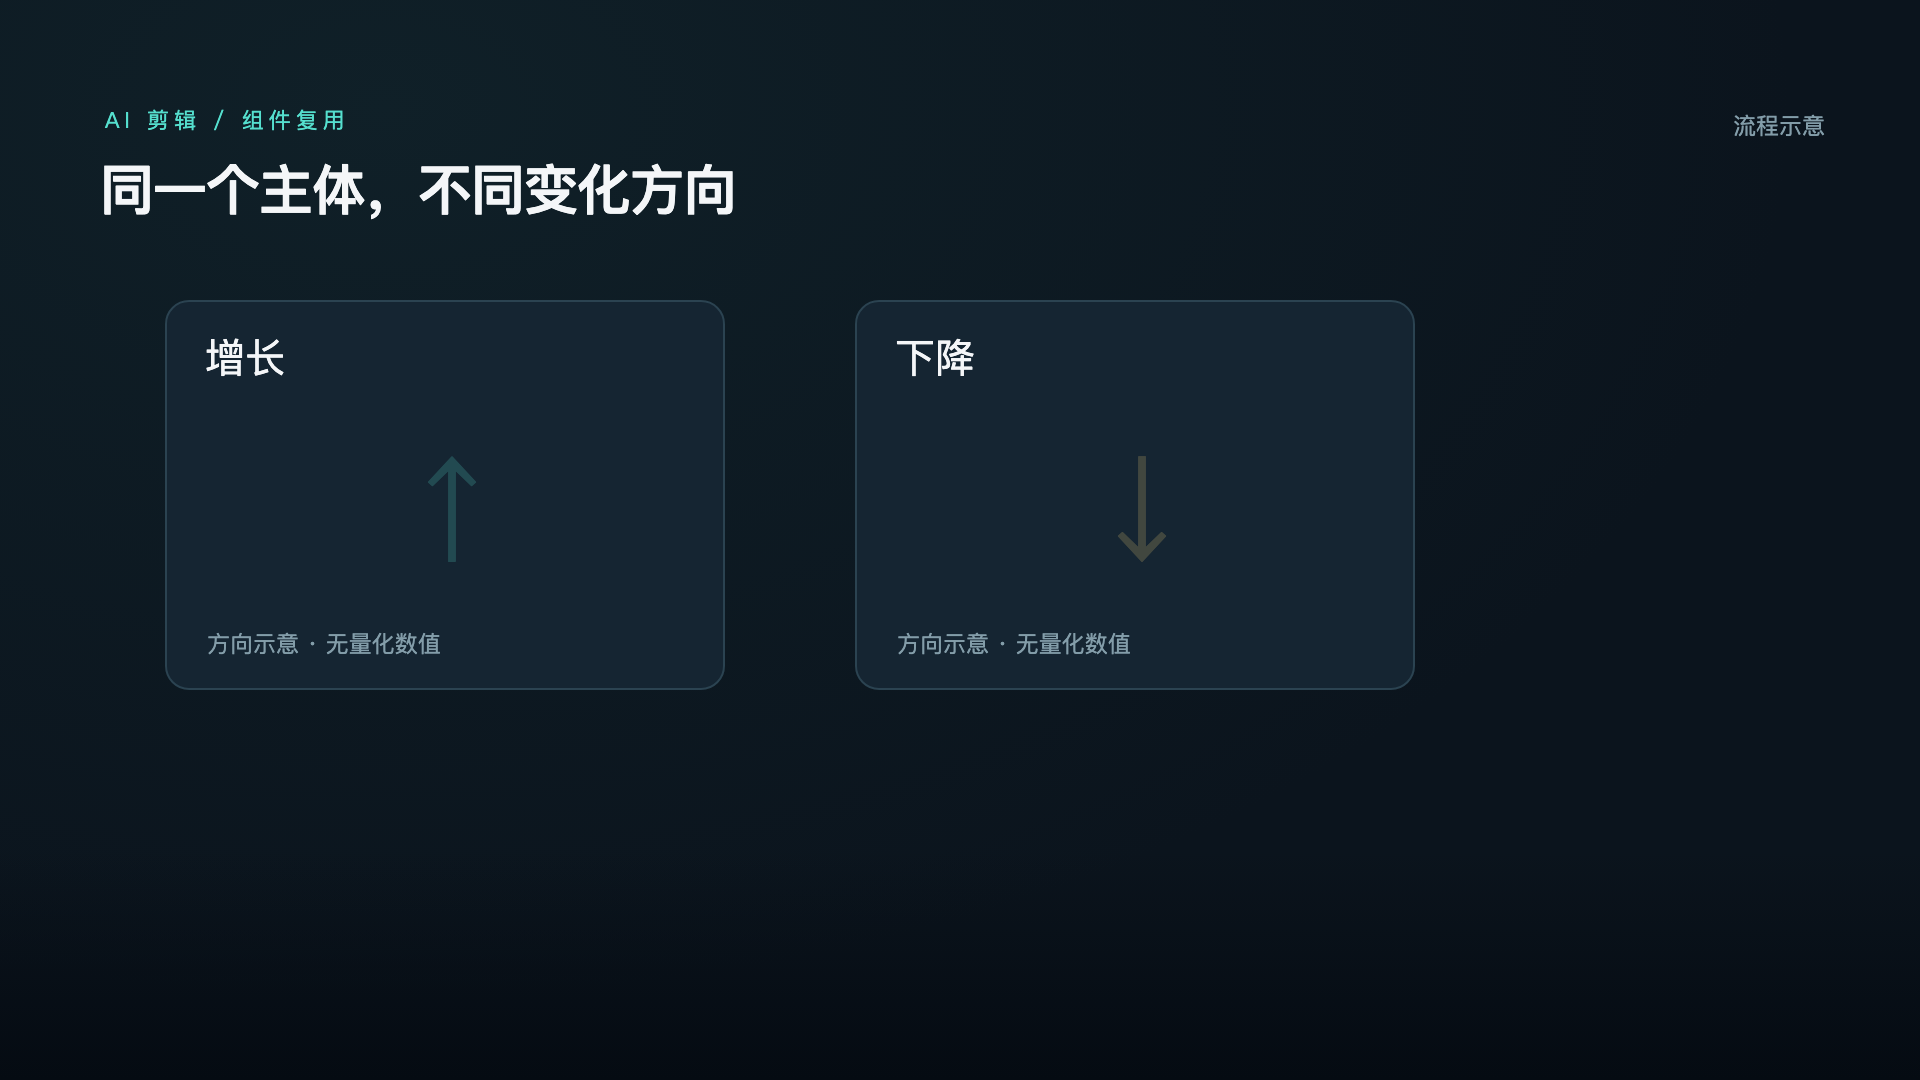 AI 剪辑 / 组件复用
流程示意
同一个主体，不同变化方向
增长
下降
方向示意 · 无量化数值
方向示意 · 无量化数值